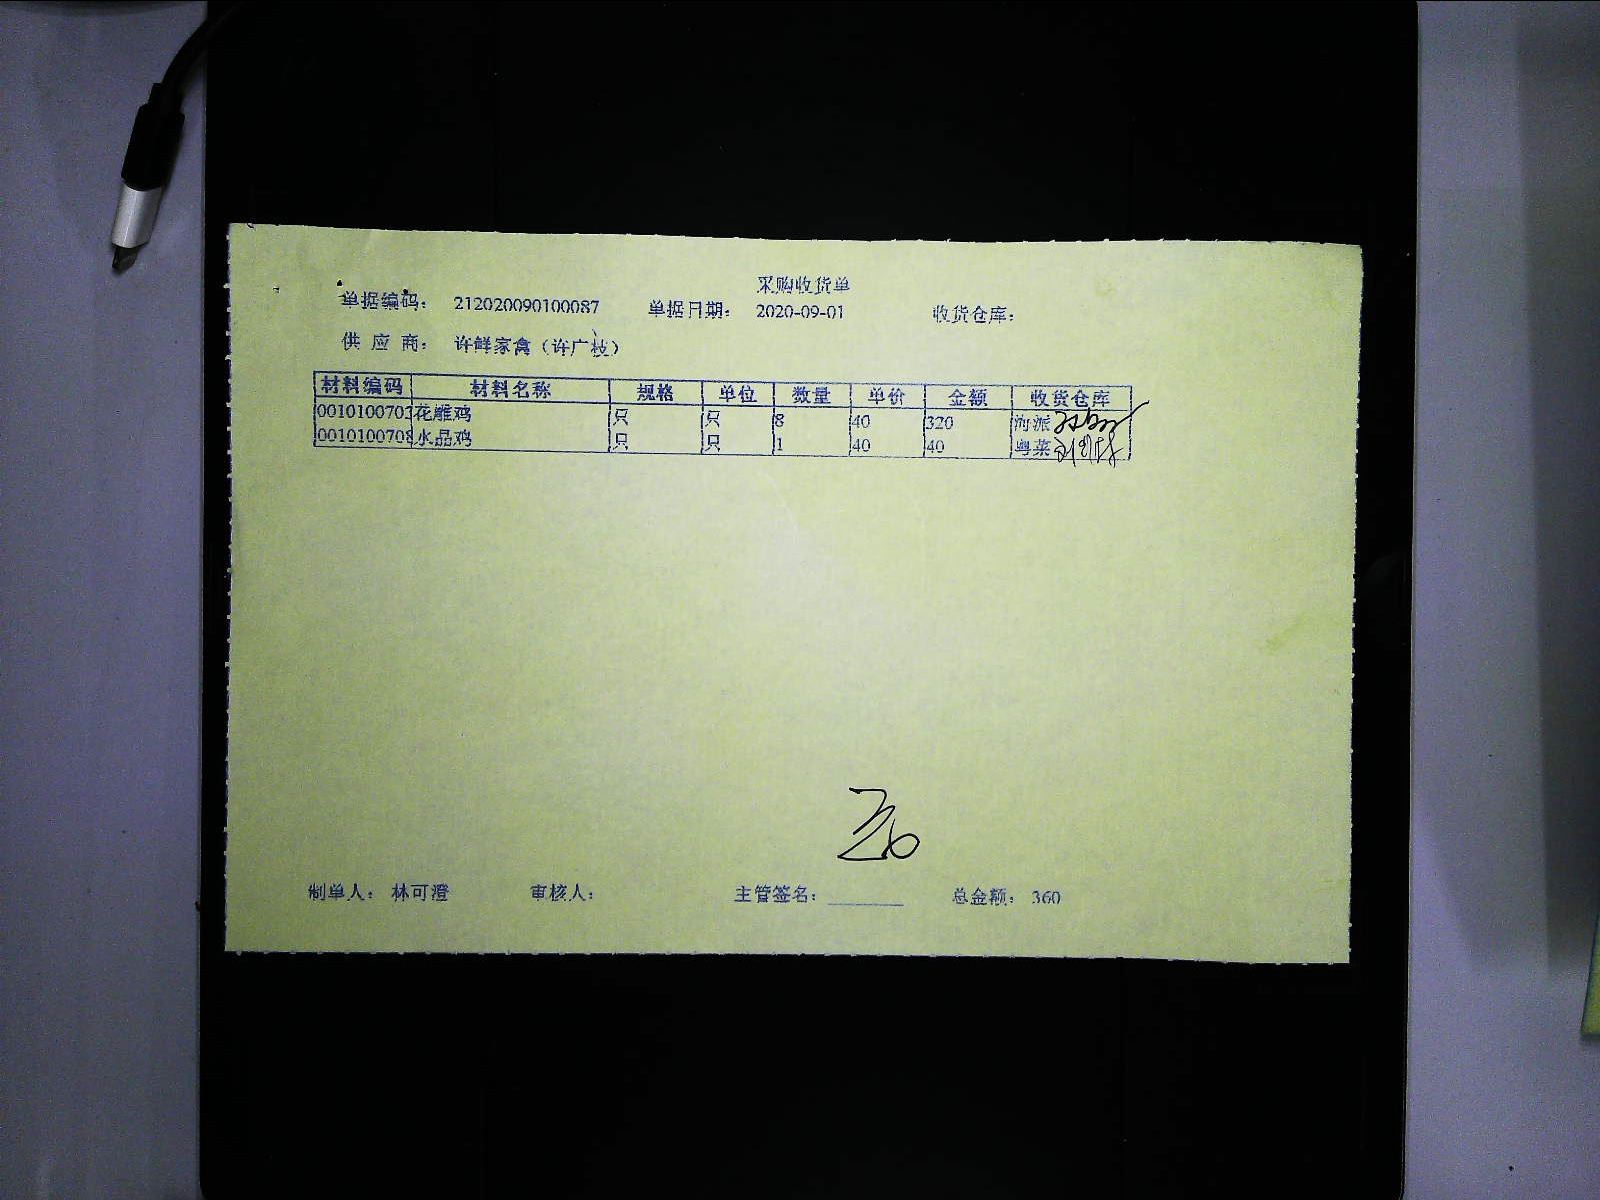 采购收货单
单据编码： 212020090100087 单据日期： 2020-09-01 收货仓库：
供 应 商： 许鲜家禽（许广枝）
材料编码 材料名称 规格 单位 数量 单价 金额 收货仓库
0010100703 花雕鸡 只 只 8 40 320 海派
0010100708 水晶鸡 只 只 1 40 40 粤菜
制单人： 林可澄 审核人： 主管签名： 总金额： 360